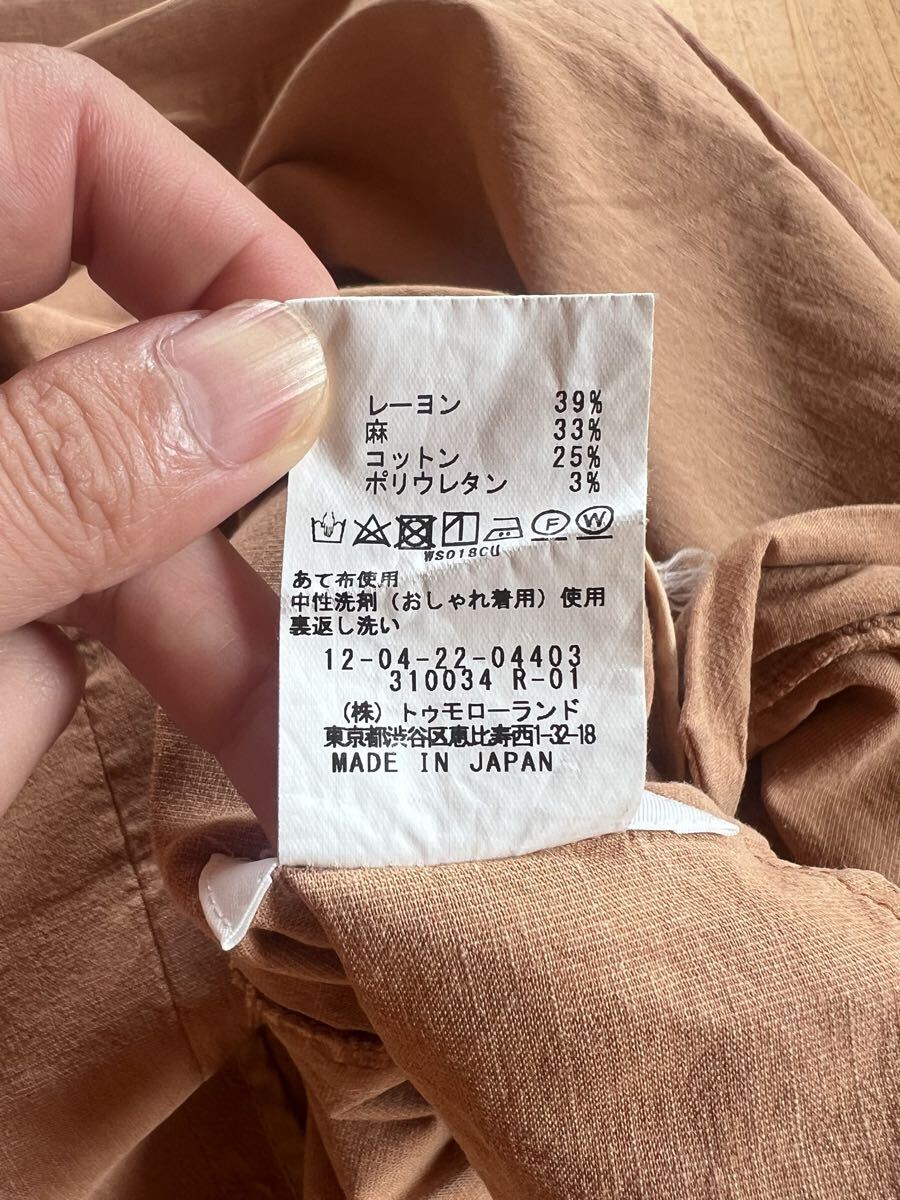 レーヨン 39%
麻 33%
コットン 25%
ポリウレタン 3%
F W
WS018CU
あて布使用
中性洗剤(おしゃれ着用)使用
裏返し洗い
12-04-22-04403
310034 R-01
(株)トゥモローランド
東京都渋谷区恵比寿西1-32-18
MADE IN JAPAN